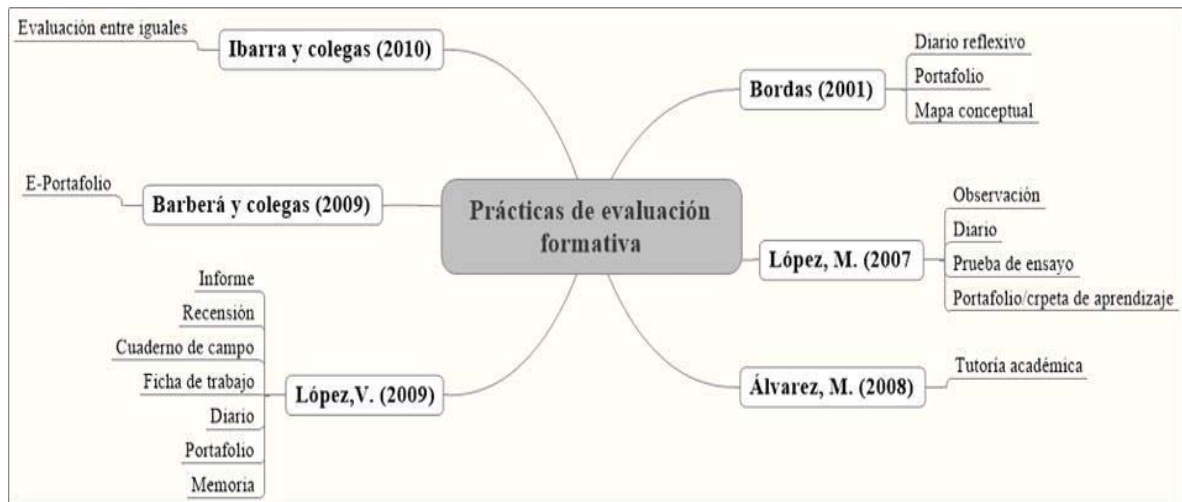 Prácticas de evaluación
formativa
Bordas (2001)
Diario reflexivo
Portafolio
Mapa conceptual
López, M. (2007
Observación
Diario
Prueba de ensayo
Portafolio/crpeta de aprendizaje
Álvarez, M. (2008)
Tutoría académica
López,V. (2009)
Informe
Recensión
Cuaderno de campo
Ficha de trabajo
Diario
Portafolio
Memoria
Barberá y colegas (2009)
E-Portafolio
Ibarra y colegas (2010)
Evaluación entre iguales